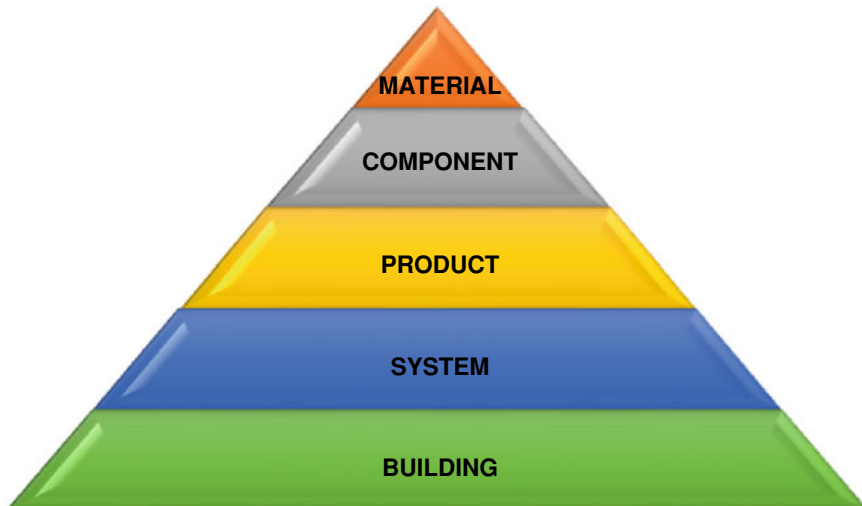 MATERIAL
COMPONENT
PRODUCT
SYSTEM
BUILDING